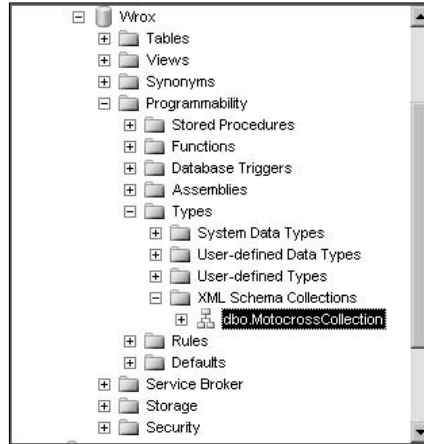 Wrox
Tables
Views
Synonyms
Programmability
Stored Procedures
Functions
Database Triggers
Assemblies
Types
System Data Types
User-defined Data Types
User-defined Types
XML Schema Collections
dbo.MotocrossCollection
Rules
Defaults
Service Broker
Storage
Security